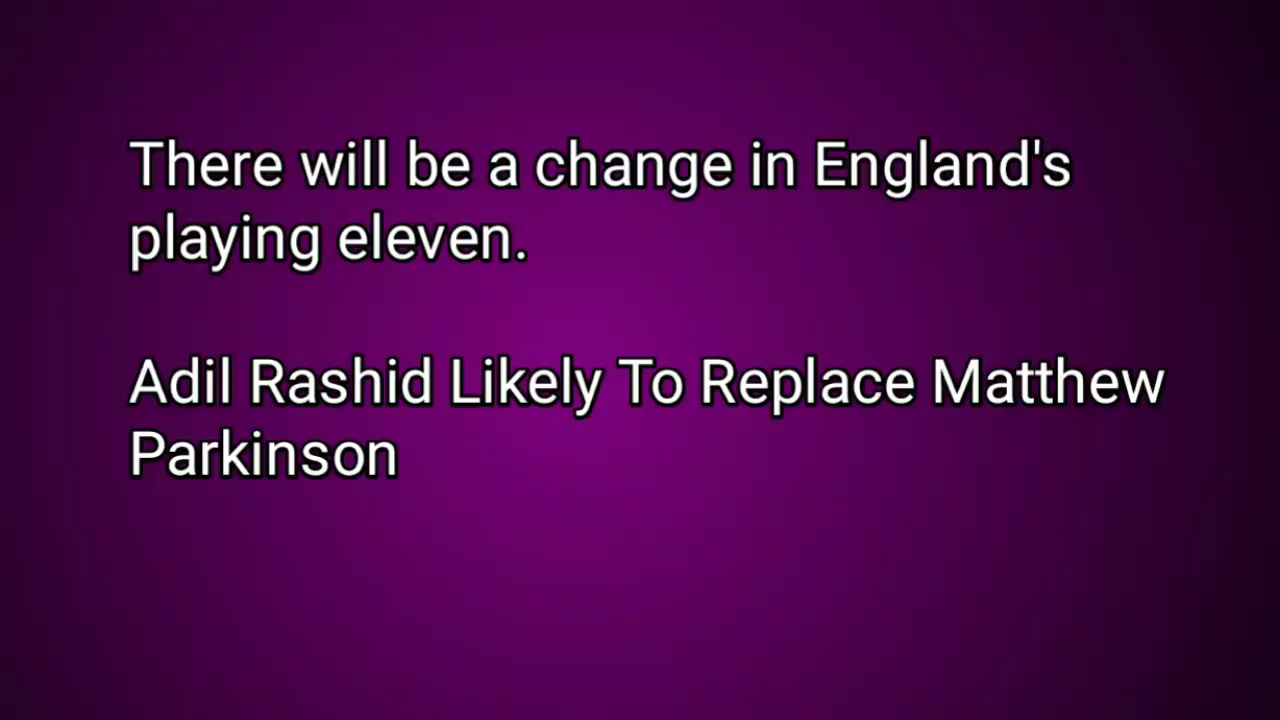 There will be a change in England's
playing eleven.
Adil Rashid Likely To Replace Matthew
Parkinson